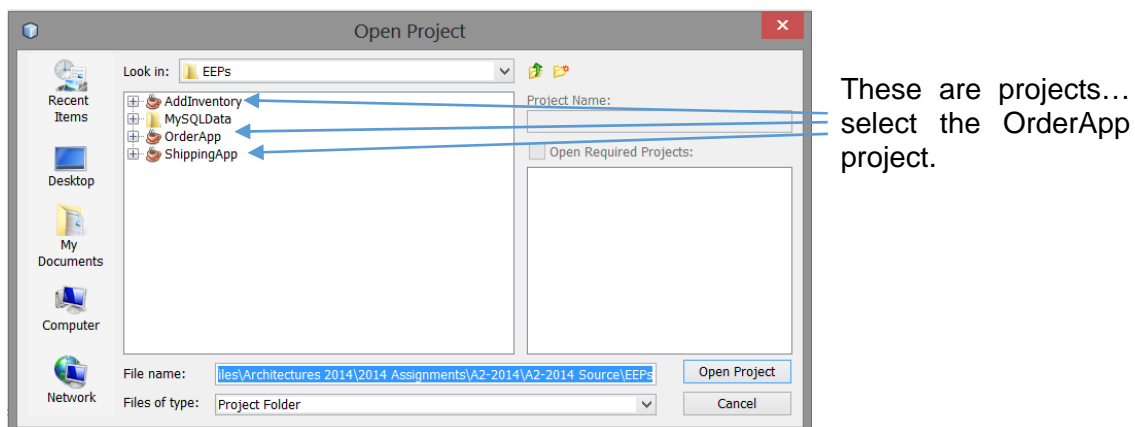 Open Project
Look in:
EEPs
Recent
Items
Desktop
My
Documents
Computer
Network
AddInventory
MySQLData
OrderApp
ShippingApp
Project Name:
Open Required Projects:
File name:
iles\Architectures 2014\2014 Assignments\A2-2014\A2-2014 Source\EEPs
Open Project
Files of type:
Project Folder
Cancel
These are projects…
select the OrderApp
project.